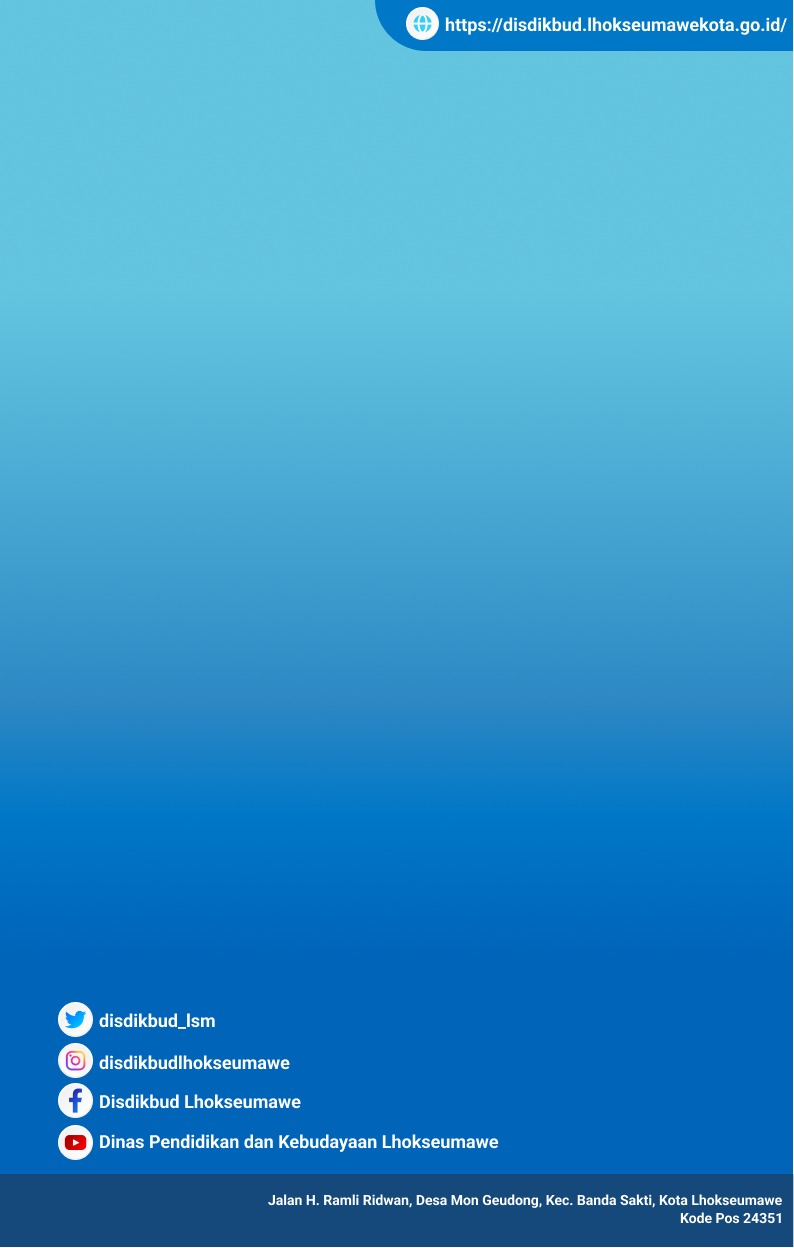 https://disdikbud.lhokseumawekota.go.id/
disdikbud_lsm
disdikbudlhokseumawe
Disdikbud Lhokseumawe
Dinas Pendidikan dan Kebudayaan Lhokseumawe
Jalan H. Ramli Ridwan, Desa Mon Geudong, Kec. Banda Sakti, Kota Lhokseumawe
Kode Pos 24351